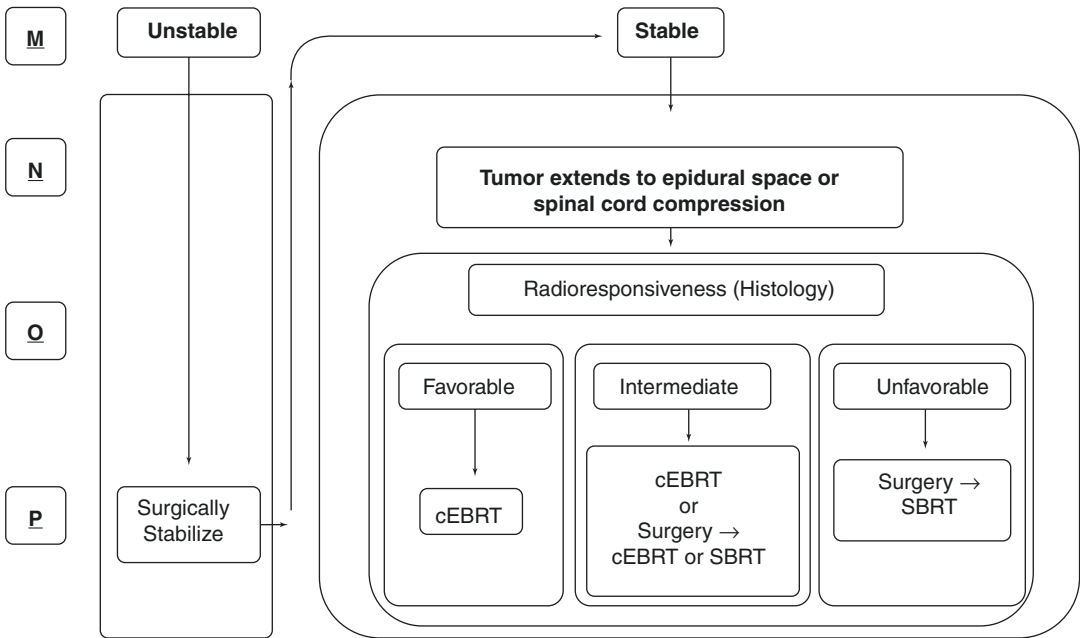 M
Unstable
Stable
N
Tumor extends to epidural space or
spinal cord compression
Radioresponsiveness (Histology)
O
Favorable
Intermediate
Unfavorable
P
Surgically
Stabilize
cEBRT
cEBRT
or
Surgery →
cEBRT or SBRT
Surgery →
SBRT